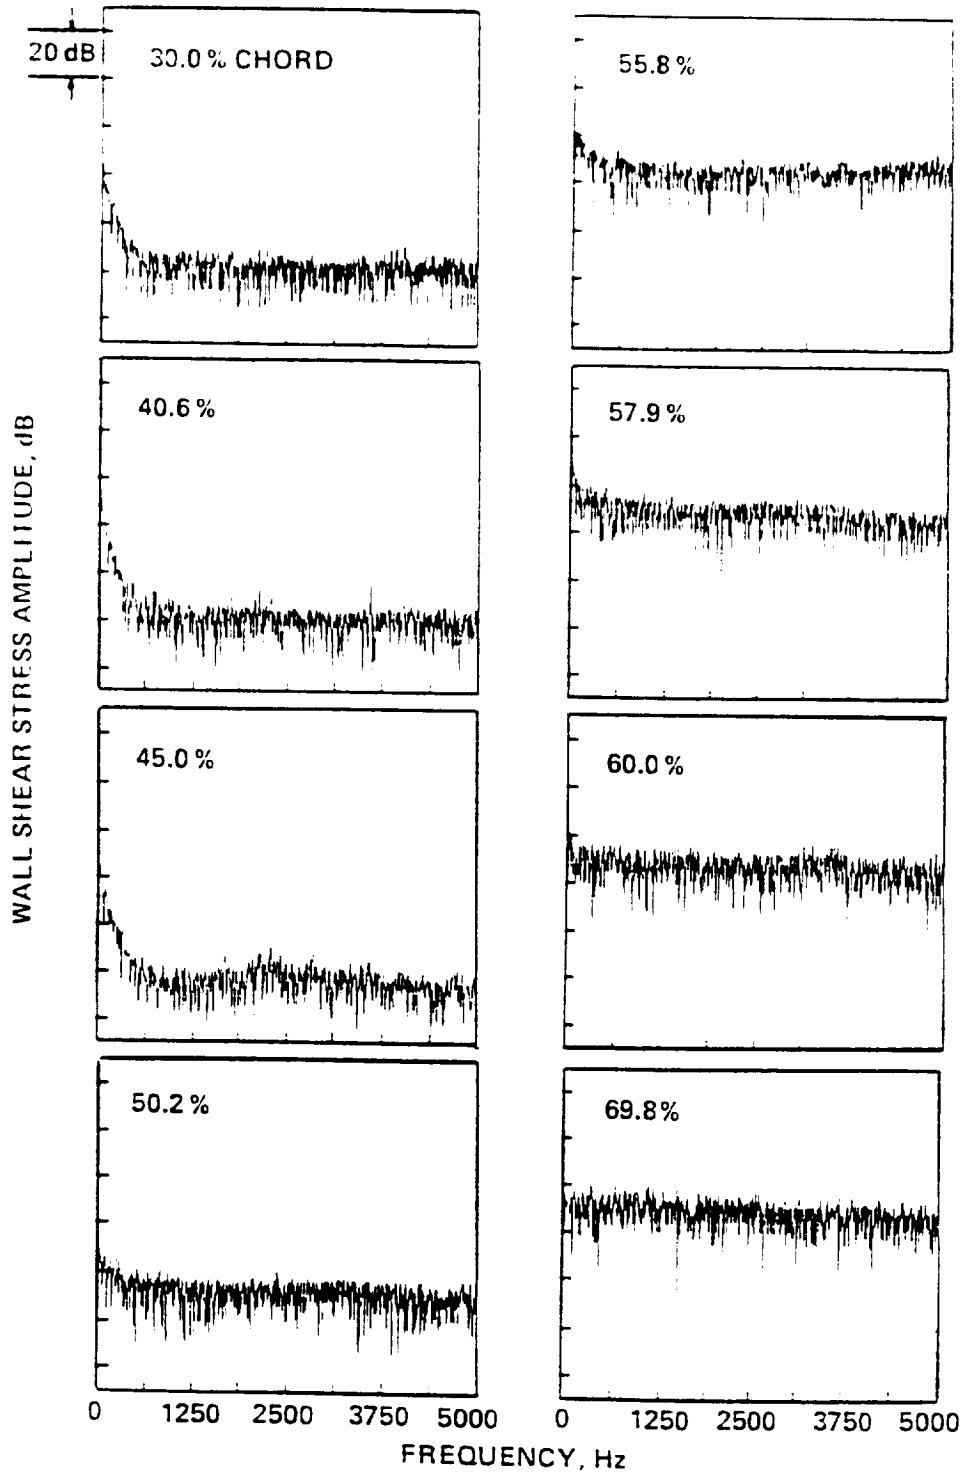 20 dB
30.0 % CHORD
40.6 %
45.0 %
50.2 %
55.8 %
57.9 %
60.0 %
69.8 %
WALL SHEAR STRESS AMPLITUDE, dB
0 1250 2500 3750 5000
0 1250 2500 3750 5000
FREQUENCY, Hz